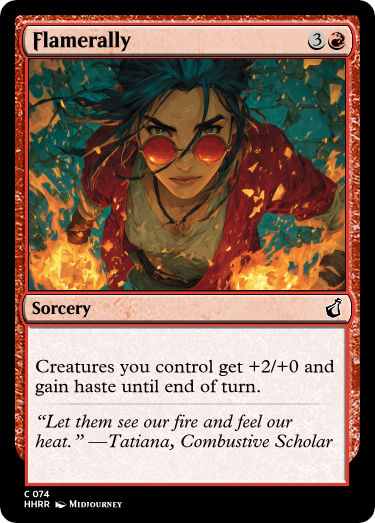 Flamerally 3
Sorcery
Creatures you control get +2/+0 and
gain haste until end of turn.
“Let them see our fire and feel our
heat.” —Tatiana, Combustive Scholar
C 074
HHRR Midjourney